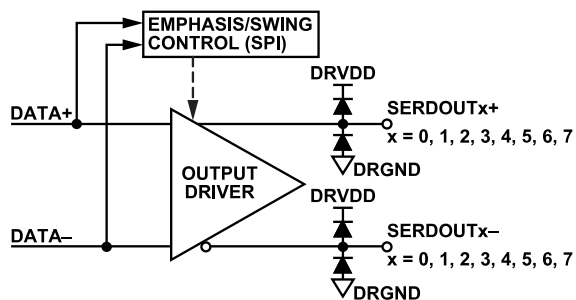 EMPHASIS/SWING
CONTROL (SPI)
DRVDD
DATA+
SERDOUTx+
x = 0, 1, 2, 3, 4, 5, 6, 7
OUTPUT
DRIVER
DRGND
DRVDD
DATA–
SERDOUTx–
x = 0, 1, 2, 3, 4, 5, 6, 7
DRGND